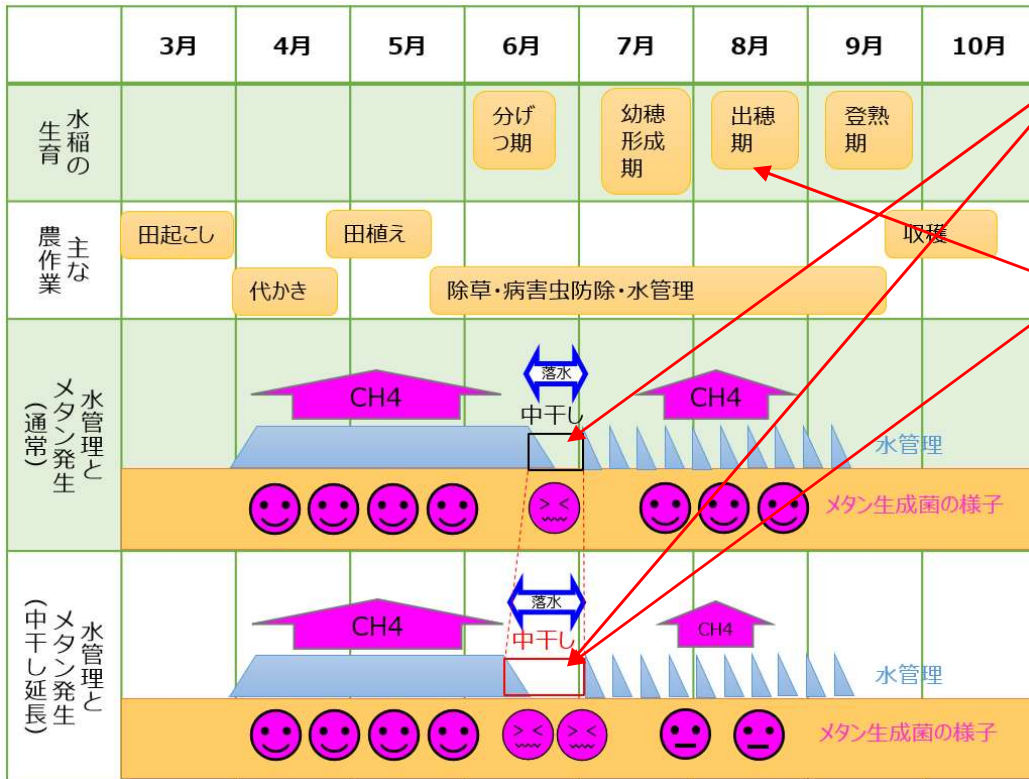 3月
4月
5月
6月
7月
8月
9月
10月
水稲の
生育
分げ
つ期
幼穂
形成
期
出穂
期
登熟
期
主な
農作業
田起こし
田植え
収穫
代かき
除草・病害虫防除・水管理
水管理と
メタン発生
(通常)
CH4
落水
中干し
CH4
水管理
メタン生成菌の様子
水管理と
メタン発生
(中干し延長)
CH4
落水
中干し
CH4
水管理
メタン生成菌の様子